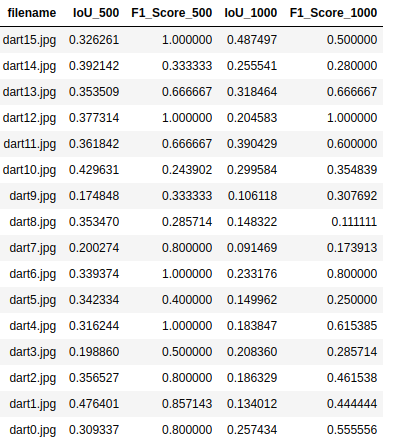 filename IoU_500 F1_Score_500 IoU_1000 F1_Score_1000
dart15.jpg 0.326261 1.000000 0.487497 0.500000
dart14.jpg 0.392142 0.333333 0.255541 0.280000
dart13.jpg 0.353509 0.666667 0.318464 0.666667
dart12.jpg 0.377314 1.000000 0.204583 1.000000
dart11.jpg 0.361842 0.666667 0.390429 0.600000
dart10.jpg 0.429631 0.243902 0.299584 0.354839
dart9.jpg 0.174848 0.333333 0.106118 0.307692
dart8.jpg 0.353470 0.285714 0.148322 0.111111
dart7.jpg 0.200274 0.800000 0.091469 0.173913
dart6.jpg 0.339374 1.000000 0.233176 0.800000
dart5.jpg 0.342334 0.400000 0.149962 0.250000
dart4.jpg 0.316244 1.000000 0.183847 0.615385
dart3.jpg 0.198860 0.500000 0.208360 0.285714
dart2.jpg 0.356527 0.800000 0.186329 0.461538
dart1.jpg 0.476401 0.857143 0.134012 0.444444
dart0.jpg 0.309337 0.800000 0.257434 0.555556